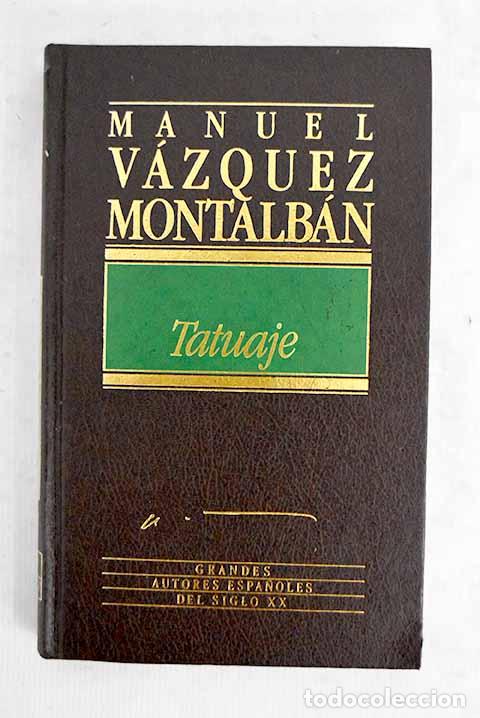 MANUEL
VÁZQUEZ
MONTALBÁN
Tatuaje
GRANDES
AUTORES ESPAÑOLES
DEL SIGLO XX
todocoleccion